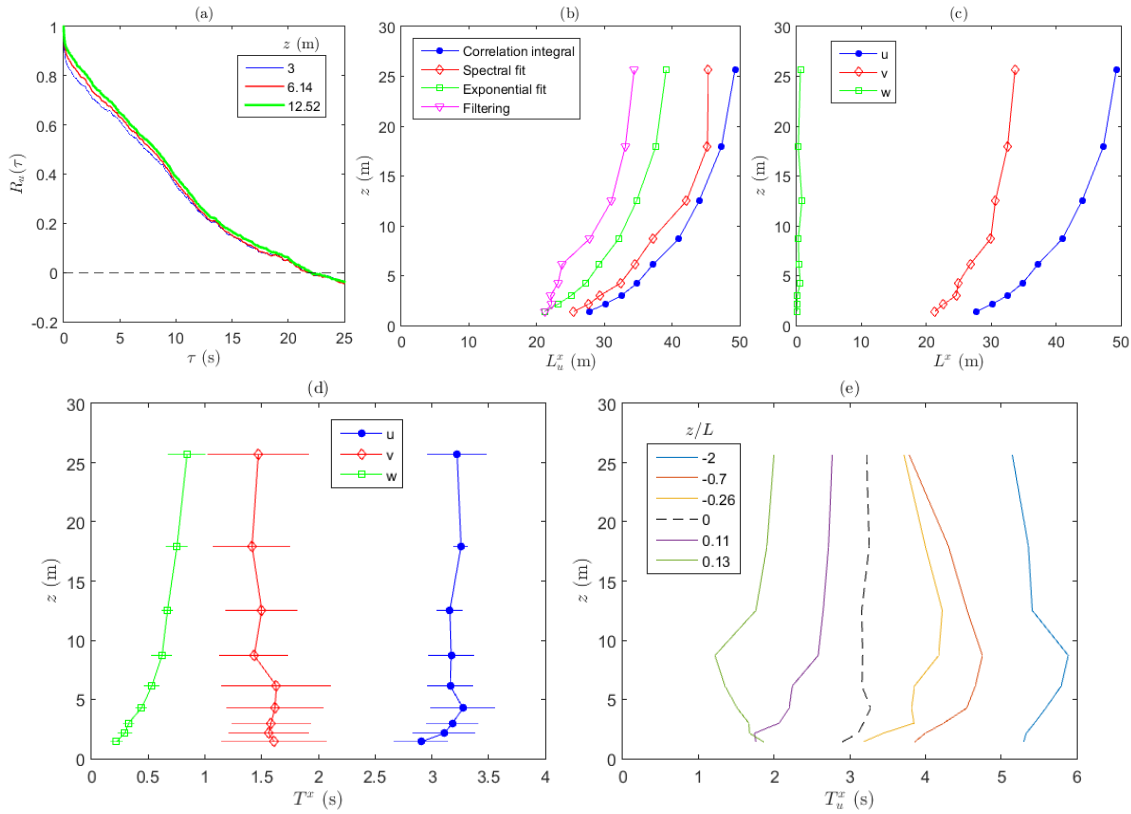 (a)
1
0.8
0.6
0.4
0.2
0
-0.2
0 5 10 15 20 25
R_u(τ)
τ (s)
z (m)
3
6.14
12.52
(b)
30
25
20
15
10
5
0
0 10 20 30 40 50
z (m)
L_u^x (m)
Correlation integral
Spectral fit
Exponential fit
Filtering
(c)
30
25
20
15
10
5
0
0 10 20 30 40 50
z (m)
L^x (m)
u
v
w
(d)
30
25
20
15
10
5
0
0 0.5 1 1.5 2 2.5 3 3.5 4
z (m)
T^x (s)
u
v
w
(e)
30
25
20
15
10
5
0
0 1 2 3 4 5 6
z (m)
T_u^x (s)
z/L
-2
-0.7
-0.26
0
0.11
0.13